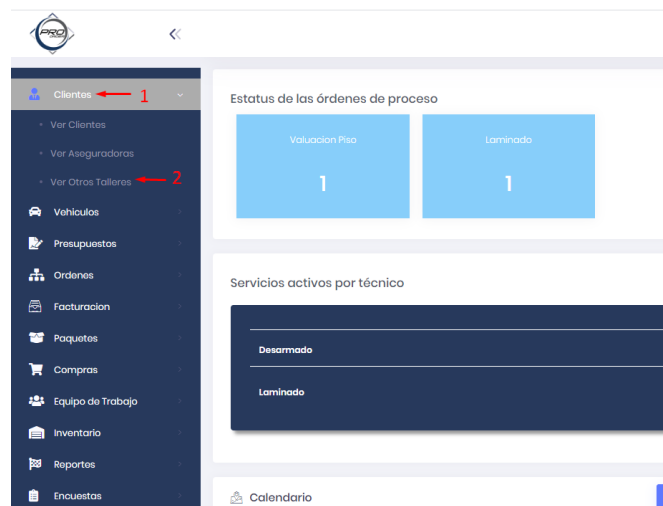 PRO
Clientes 1
Ver Clientes
Ver Aseguradoras
Ver Otros Talleres 2
Vehiculos
Presupuestos
Ordenes
Facturacion
Paquetes
Compras
Equipo de Trabajo
Inventario
Reportes
Encuestas
Estatus de las órdenes de proceso
Valuacion Piso
1
Laminado
1
Servicios activos por técnico
Desarmado
Laminado
Calendario